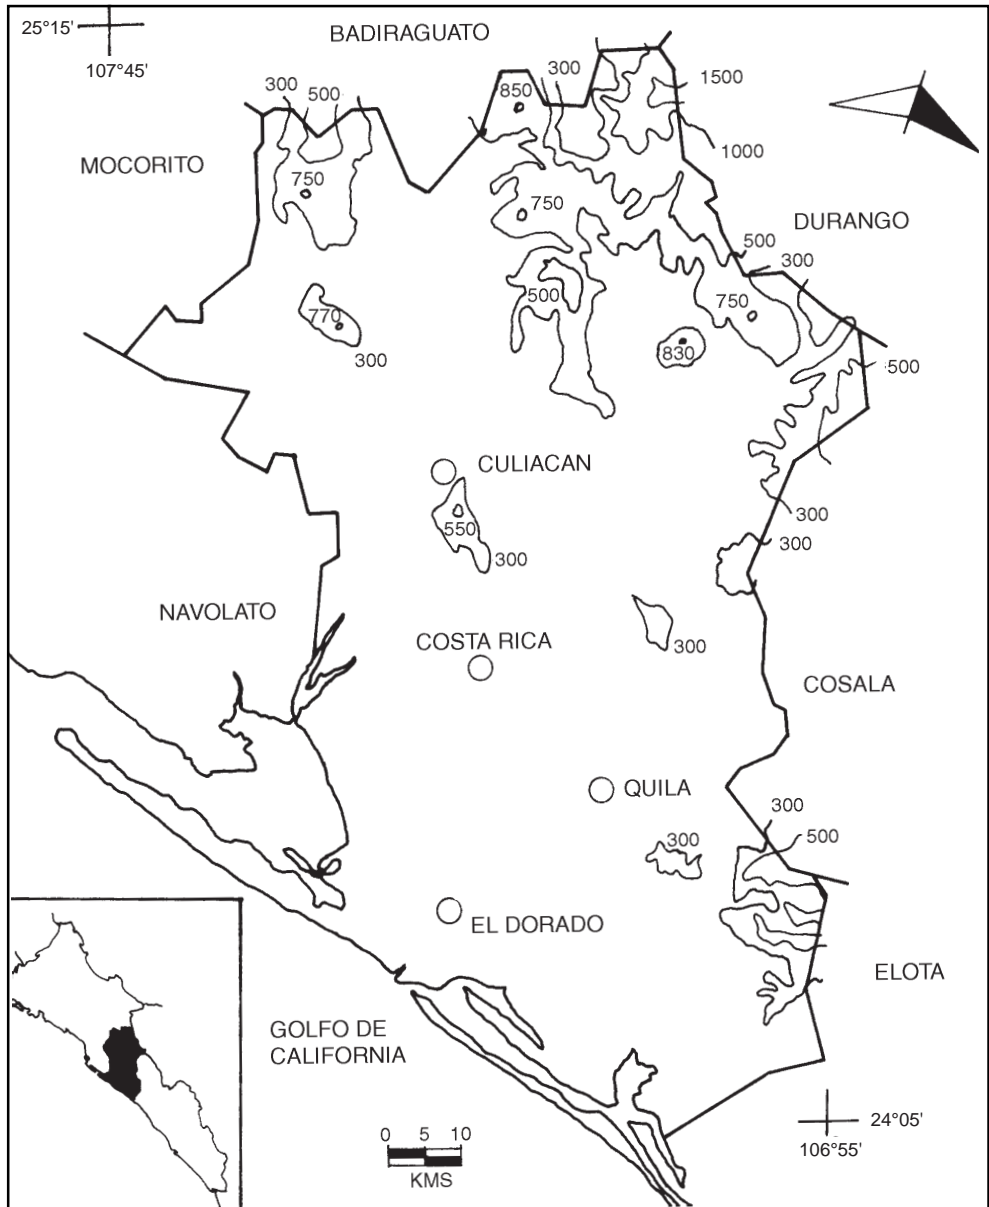 BADIRAGUATO
25°15'
107°45'
300
500
850
300
1500
1000
MOCORITO
750
750
DURANGO
500
300
500
750
770
300
830
500
CULIACAN
550
300
300
300
NAVOLATO
COSTA RICA
300
COSALA
QUILA
300
500
300
EL DORADO
ELOTA
GOLFO DE
CALIFORNIA
24°05'
106°55'
0 5 10
KMS